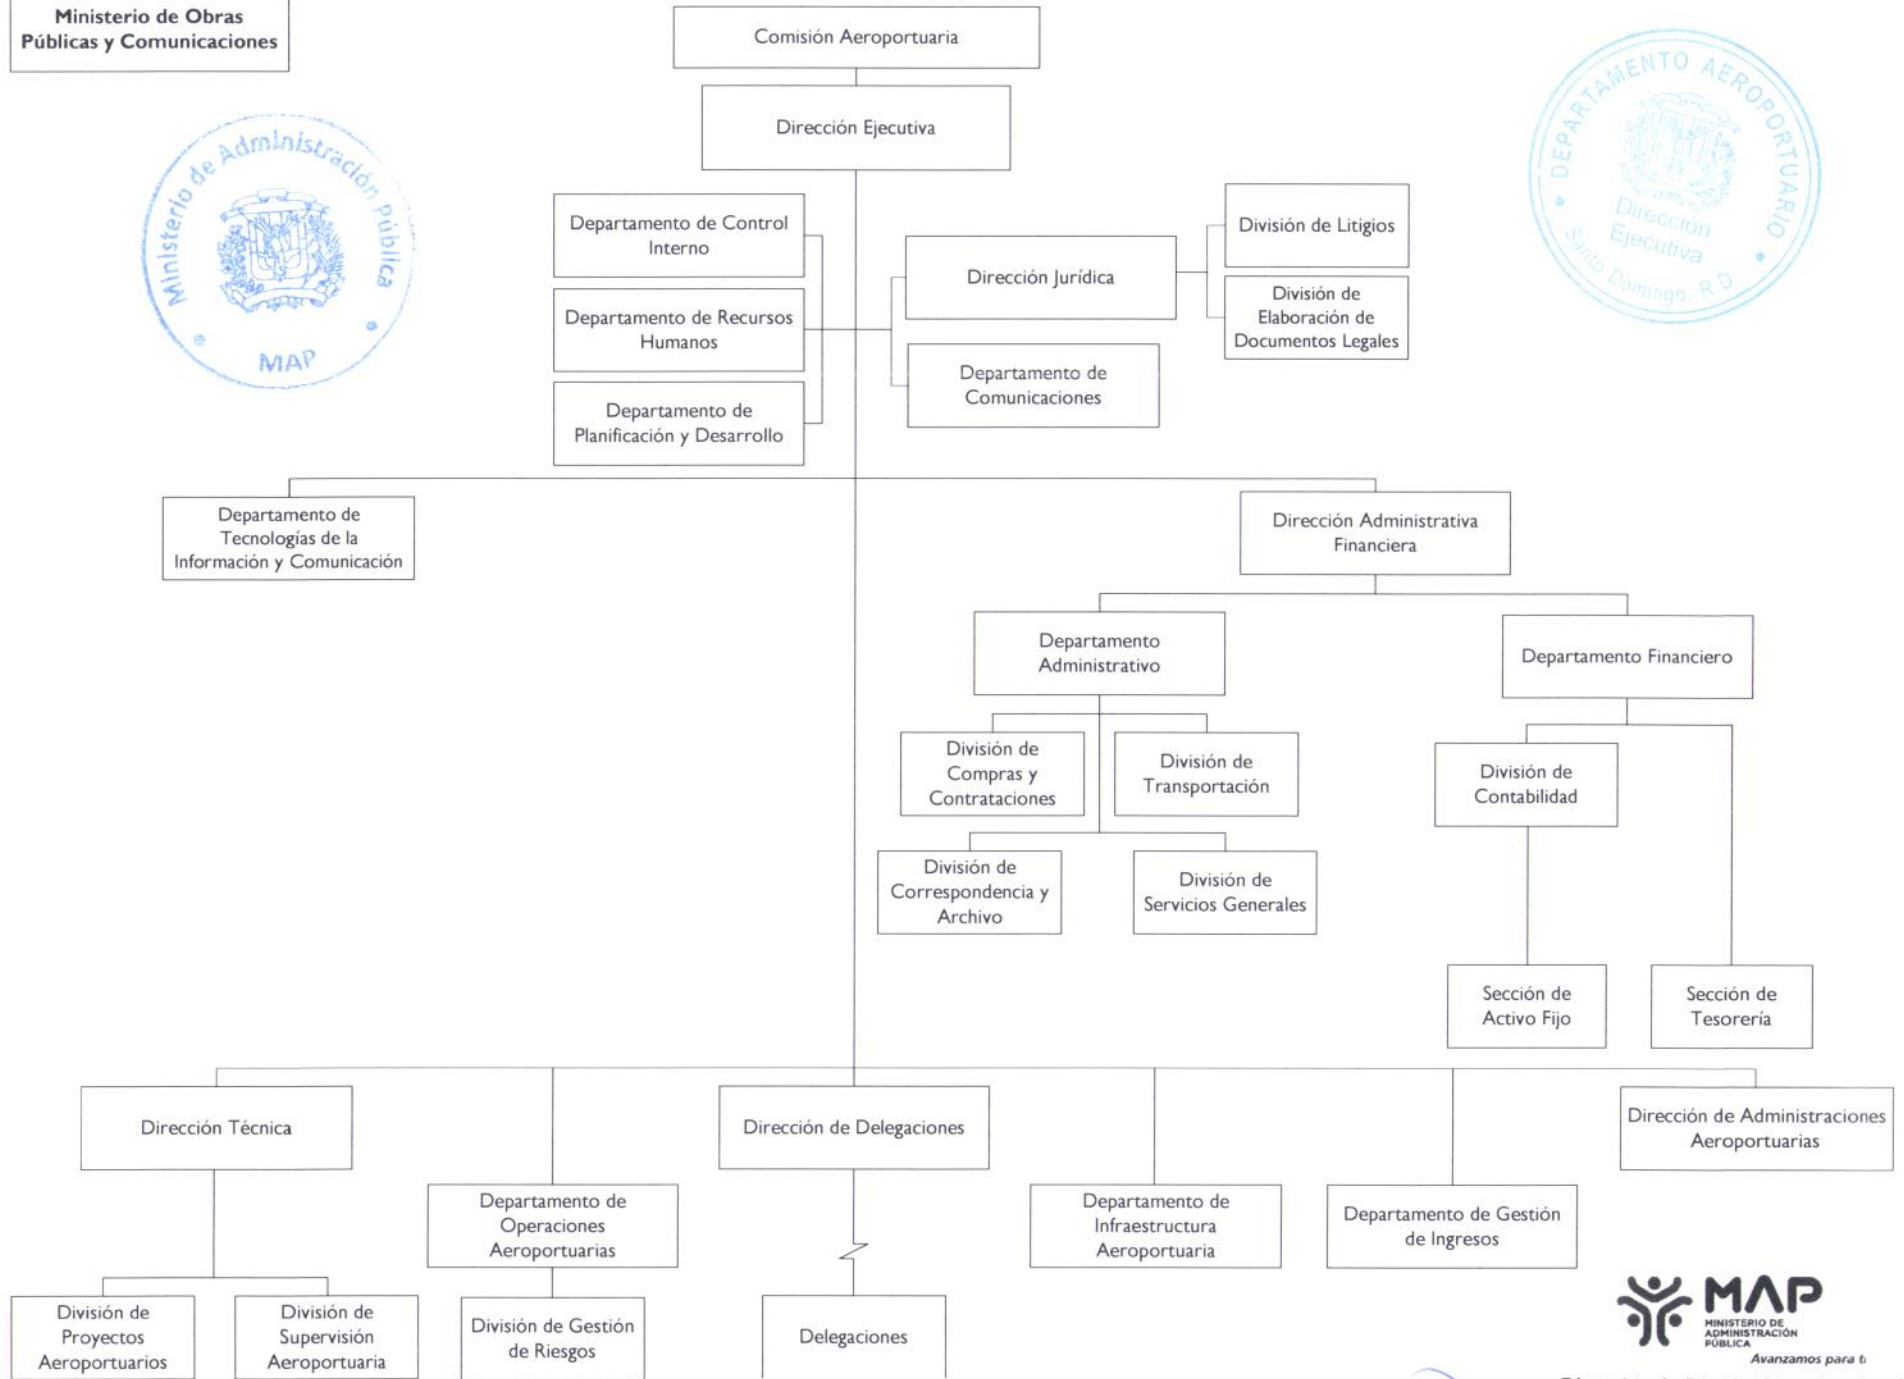 Ministerio de Obras
Públicas y Comunicaciones
Comisión Aeroportuaria
Dirección Ejecutiva
Ministerio de Administración Pública
MAP
DEPARTAMENTO AEROPORTUARIO
Dirección
Ejecutiva
Santo Domingo, R.D
Departamento de Control
Interno
Departamento de Recursos
Humanos
Departamento de
Planificación y Desarrollo
Dirección Jurídica
Departamento de
Comunicaciones
División de Litigios
División de
Elaboración de
Documentos Legales
Departamento de
Tecnologías de la
Información y Comunicación
Dirección Administrativa
Financiera
Departamento
Administrativo
Departamento Financiero
División de
Compras y
Contrataciones
División de
Transportación
División de
Contabilidad
División de
Correspondencia y
Archivo
División de
Servicios Generales
Sección de
Activo Fijo
Sección de
Tesorería
Dirección Técnica
Dirección de Delegaciones
Dirección de Administraciones
Aeroportuarias
Departamento de
Operaciones
Aeroportuarias
Departamento de
Infraestructura
Aeroportuaria
Departamento de Gestión
de Ingresos
División de
Proyectos
Aeroportuarios
División de
Supervisión
Aeroportuaria
División de Gestión
de Riesgos
Delegaciones
MAP
MINISTERIO DE
ADMINISTRACIÓN
PÚBLICA
Avanzamos para ti